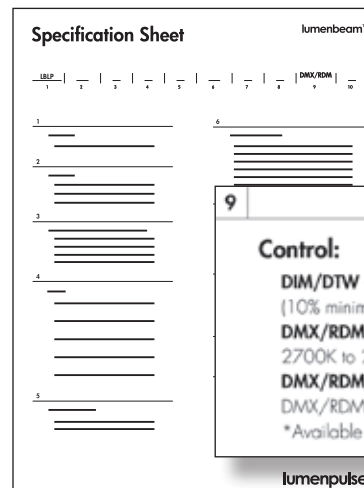 Specification Sheet
lumenbeam
LBLP
DMX/RDM
1 2 3 4 5 6 7 8 9 10
1
6
2
3
4
5
9
Control:
DIM/DTW
(10% minim
DMX/RDM
2700K to
DMX/RDM
DMX/RDM
*Available
lumenpulse